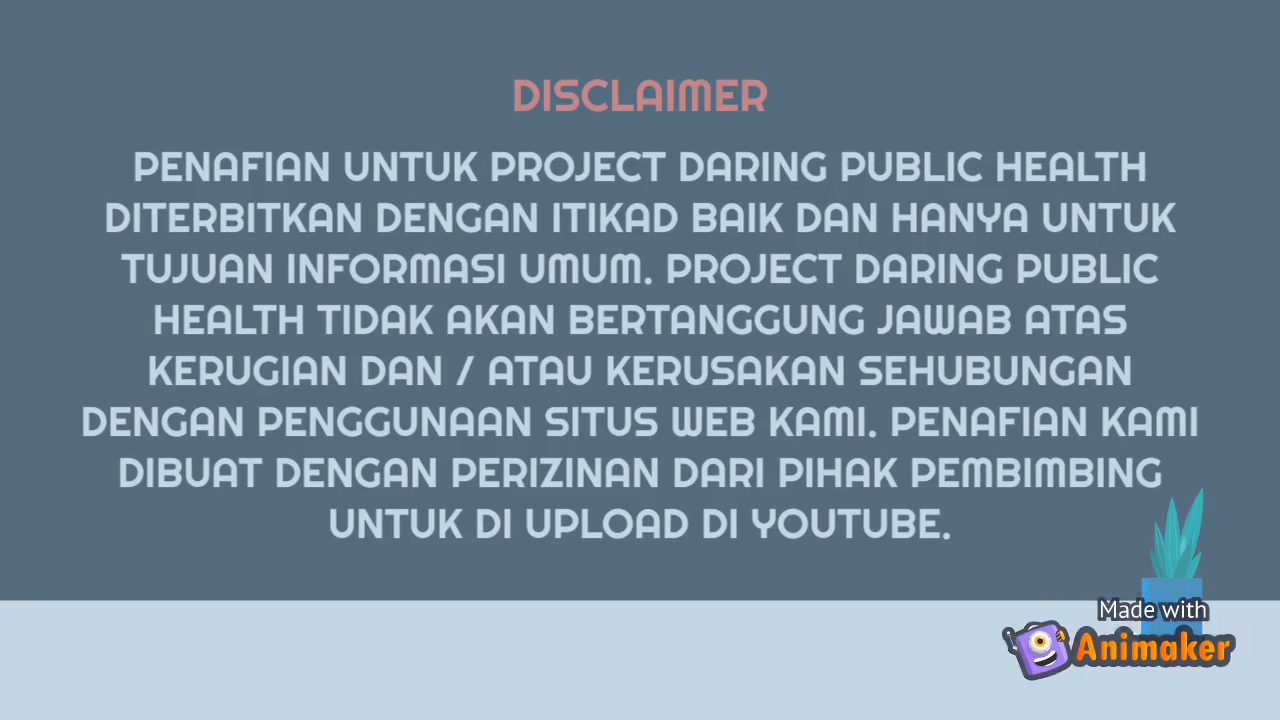 DISCLAIMER
PENAFIAN UNTUK PROJECT DARING PUBLIC HEALTH
DITERBITKAN DENGAN ITIKAD BAIK DAN HANYA UNTUK
TUJUAN INFORMASI UMUM. PROJECT DARING PUBLIC
HEALTH TIDAK AKAN BERTANGGUNG JAWAB ATAS
KERUGIAN DAN / ATAU KERUSAKAN SEHUBUNGAN
DENGAN PENGGUNAAN SITUS WEB KAMI. PENAFIAN KAMI
DIBUAT DENGAN PERIZINAN DARI PIHAK PEMBIMBING
UNTUK DI UPLOAD DI YOUTUBE.
Made with
Animaker